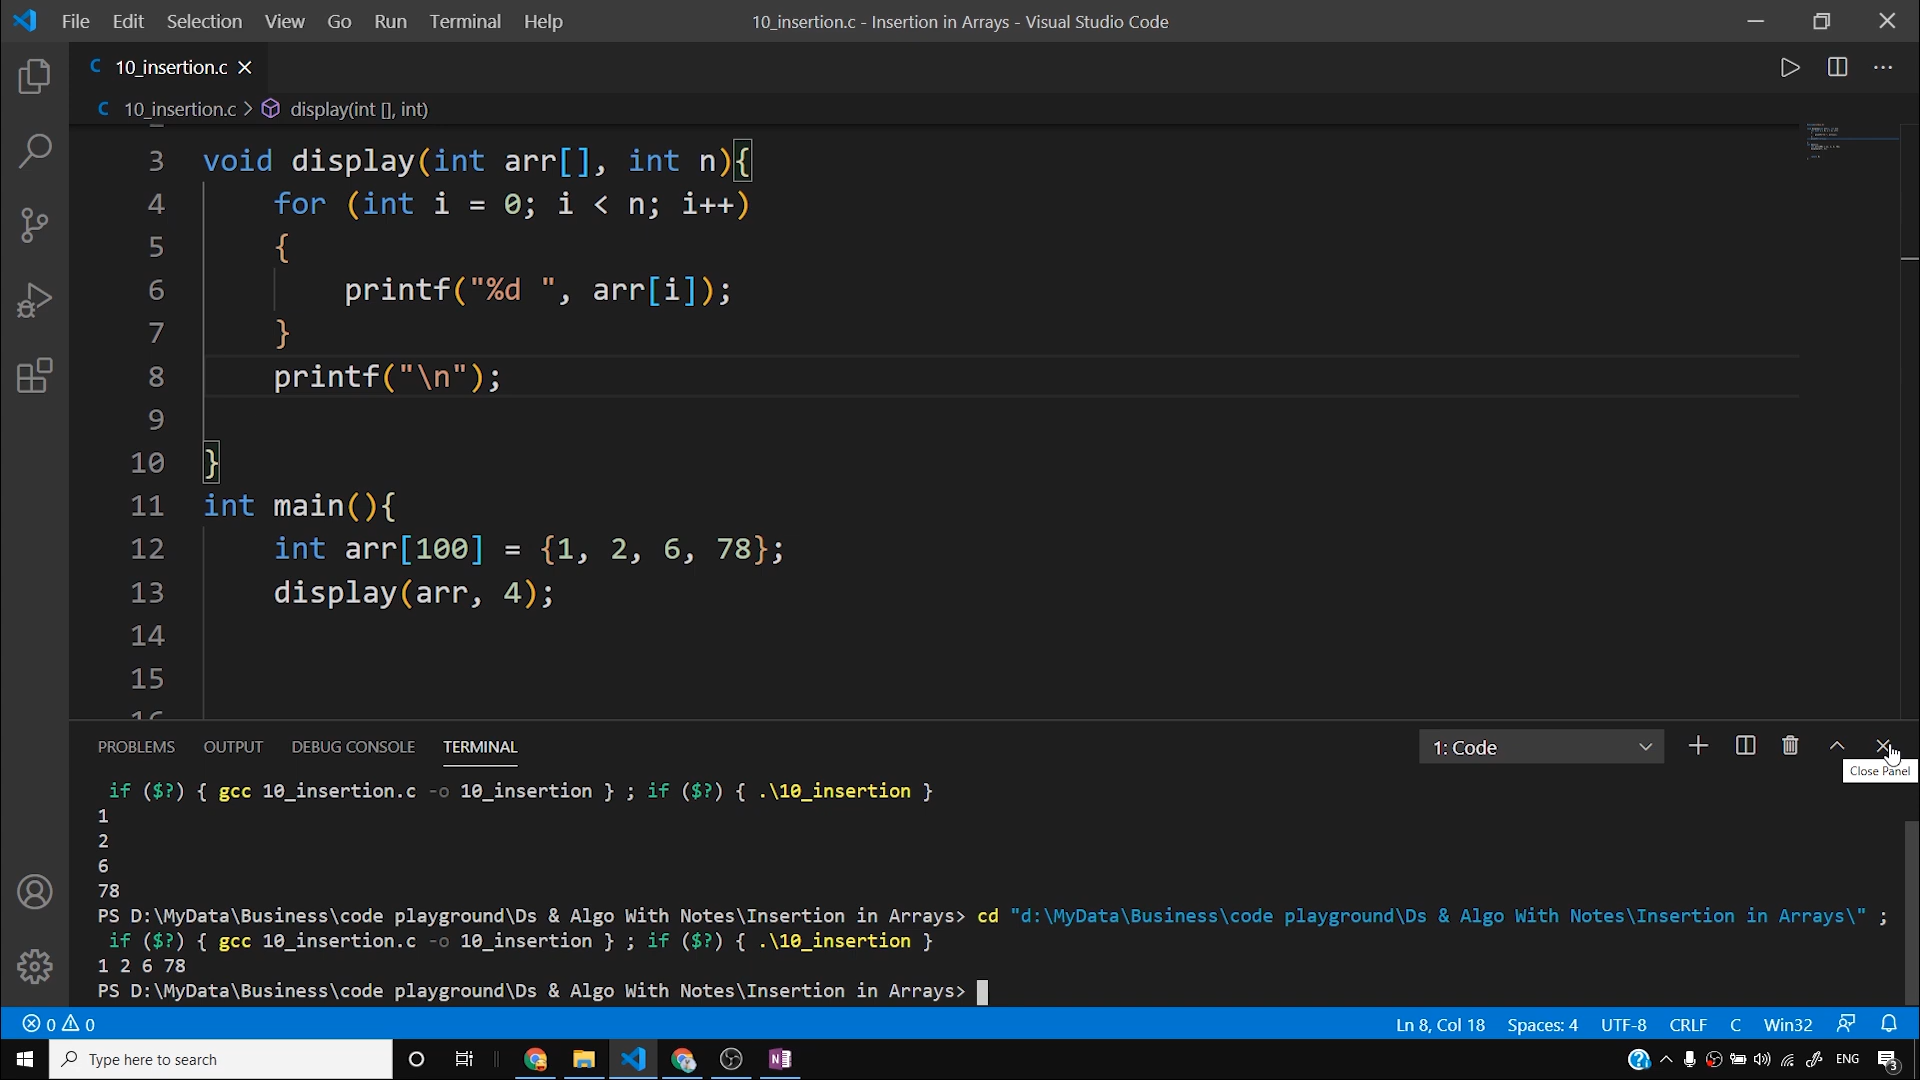 File Edit Selection View Go Run Terminal Help 10_insertion.c - Insertion in Arrays - Visual Studio Code
C 10_insertion.c
C 10_insertion.c > display(int [], int)
3 void display(int arr[], int n){
4 for (int i = 0; i < n; i++)
5 {
6 printf("%d ", arr[i]);
7 }
8 printf("\n");
9
10 }
11 int main(){
12 int arr[100] = {1, 2, 6, 78};
13 display(arr, 4);
14
15
16
PROBLEMS OUTPUT DEBUG CONSOLE TERMINAL 1: Code
Close Panel
if ($?) { gcc 10_insertion.c -o 10_insertion } ; if ($?) { .\10_insertion }
1
2
6
78
PS D:\MyData\Business\code playground\Ds & Algo With Notes\Insertion in Arrays> cd "d:\MyData\Business\code playground\Ds & Algo With Notes\Insertion in Arrays\" ;
if ($?) { gcc 10_insertion.c -o 10_insertion } ; if ($?) { .\10_insertion }
1 2 6 78
PS D:\MyData\Business\code playground\Ds & Algo With Notes\Insertion in Arrays>
0 0 Ln 8, Col 18 Spaces: 4 UTF-8 CRLF C Win32
Type here to search ENG 3